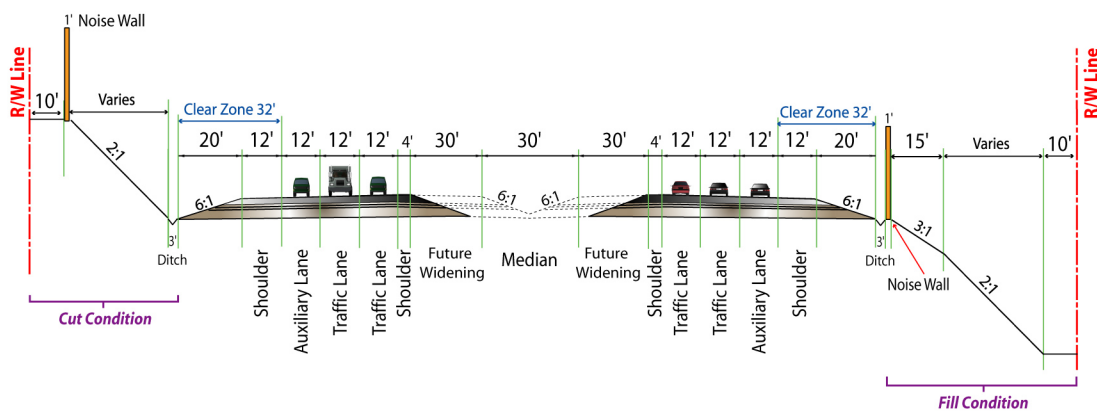 1' Noise Wall
R/W Line
10'
Varies
Clear Zone 32'
20' 12' 12' 12' 12' 4' 30' 30' 30' 4' 12' 12' 12' 12' 20'
Clear Zone 32'
1'
15'
Varies
10'
R/W Line
2:1
6:1
6:1
6:1
6:1
3:1
2:1
3'
Ditch
Shoulder
Auxiliary Lane
Traffic Lane
Traffic Lane
Shoulder
Future
Widening
Median
Future
Widening
Shoulder
Traffic Lane
Traffic Lane
Auxiliary Lane
Shoulder
3'
Ditch
Noise Wall
Cut Condition
Fill Condition